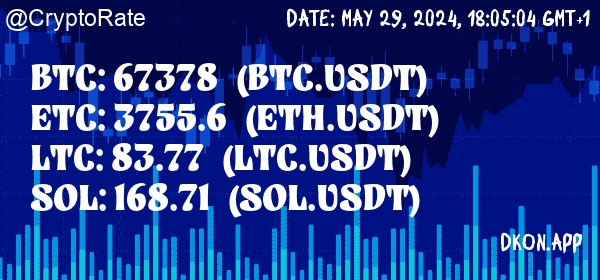 @CryptoRate
DATE: MAY 29, 2024, 18:05:04 GMT+1
BTC: 67378 (BTC.USDT)
ETC: 3755.6 (ETH.USDT)
LTC: 83.77 (LTC.USDT)
SOL: 168.71 (SOL.USDT)
DKON.APP